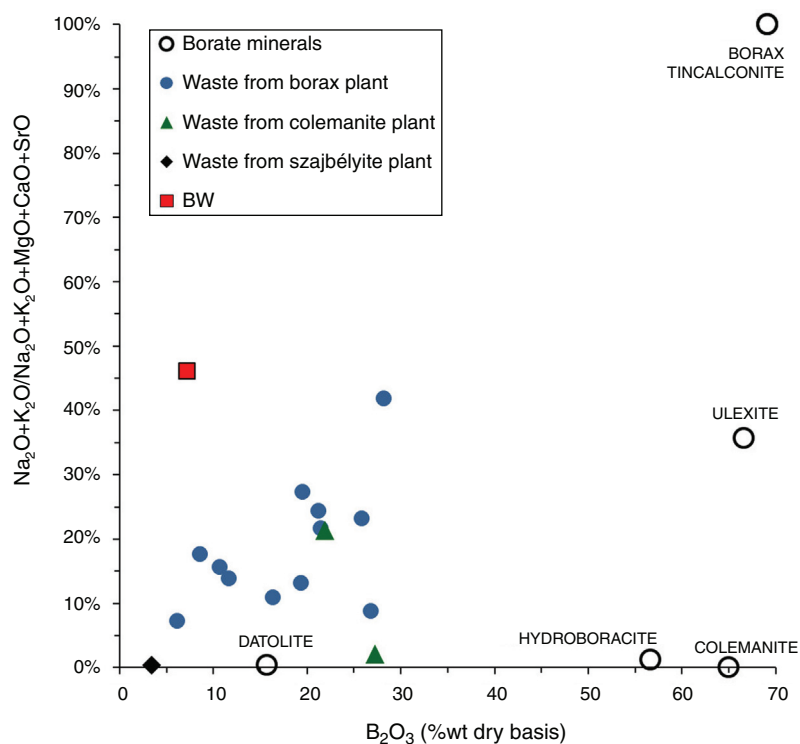 100%
90%
80%
70%
60%
50%
40%
30%
20%
10%
0%
Na₂O+K₂O/Na₂O+K₂O+MgO+CaO+SrO
Borate minerals
Waste from borax plant
Waste from colemanite plant
Waste from szajbélyite plant
BW
BORAX
TINCALCONITE
ULEXITE
DATOLITE
HYDROBORACITE
COLEMANITE
0 10 20 30 40 50 60 70
B₂O₃ (%wt dry basis)